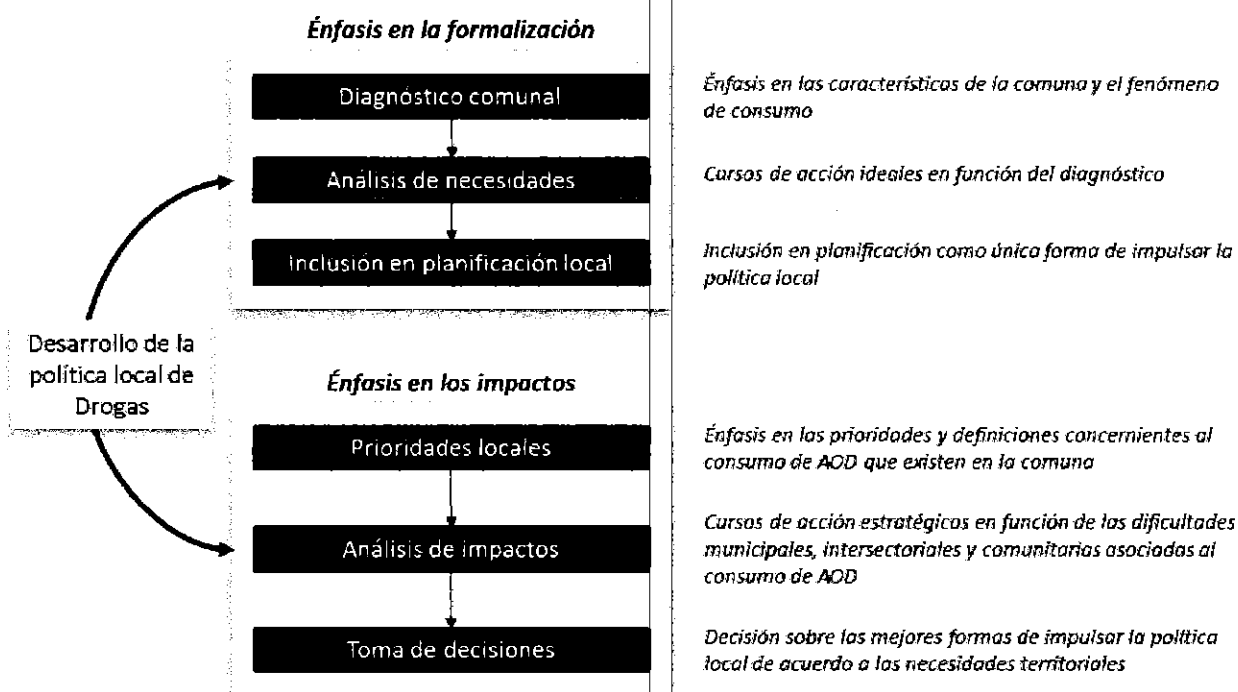 Énfasis en la formalización
Diagnóstico comunal
Énfasis en las características de la comuna y el fenómeno
de consumo
Análisis de necesidades
Cursos de acción ideales en función del diagnóstico
Inclusión en planificación local
Inclusión en planificación como única forma de impulsar la
política local
Desarrollo de la
política local de
Drogas
Énfasis en los impactos
Prioridades locales
Énfasis en las prioridades y definiciones concernientes al
consumo de AOD que existen en la comuna
Análisis de impactos
Cursos de acción estratégicos en función de las dificultades
municipales, intersectoriales y comunitarias asociadas al
consumo de AOD
Toma de decisiones
Decisión sobre las mejores formas de impulsar la política
local de acuerdo a las necesidades territoriales